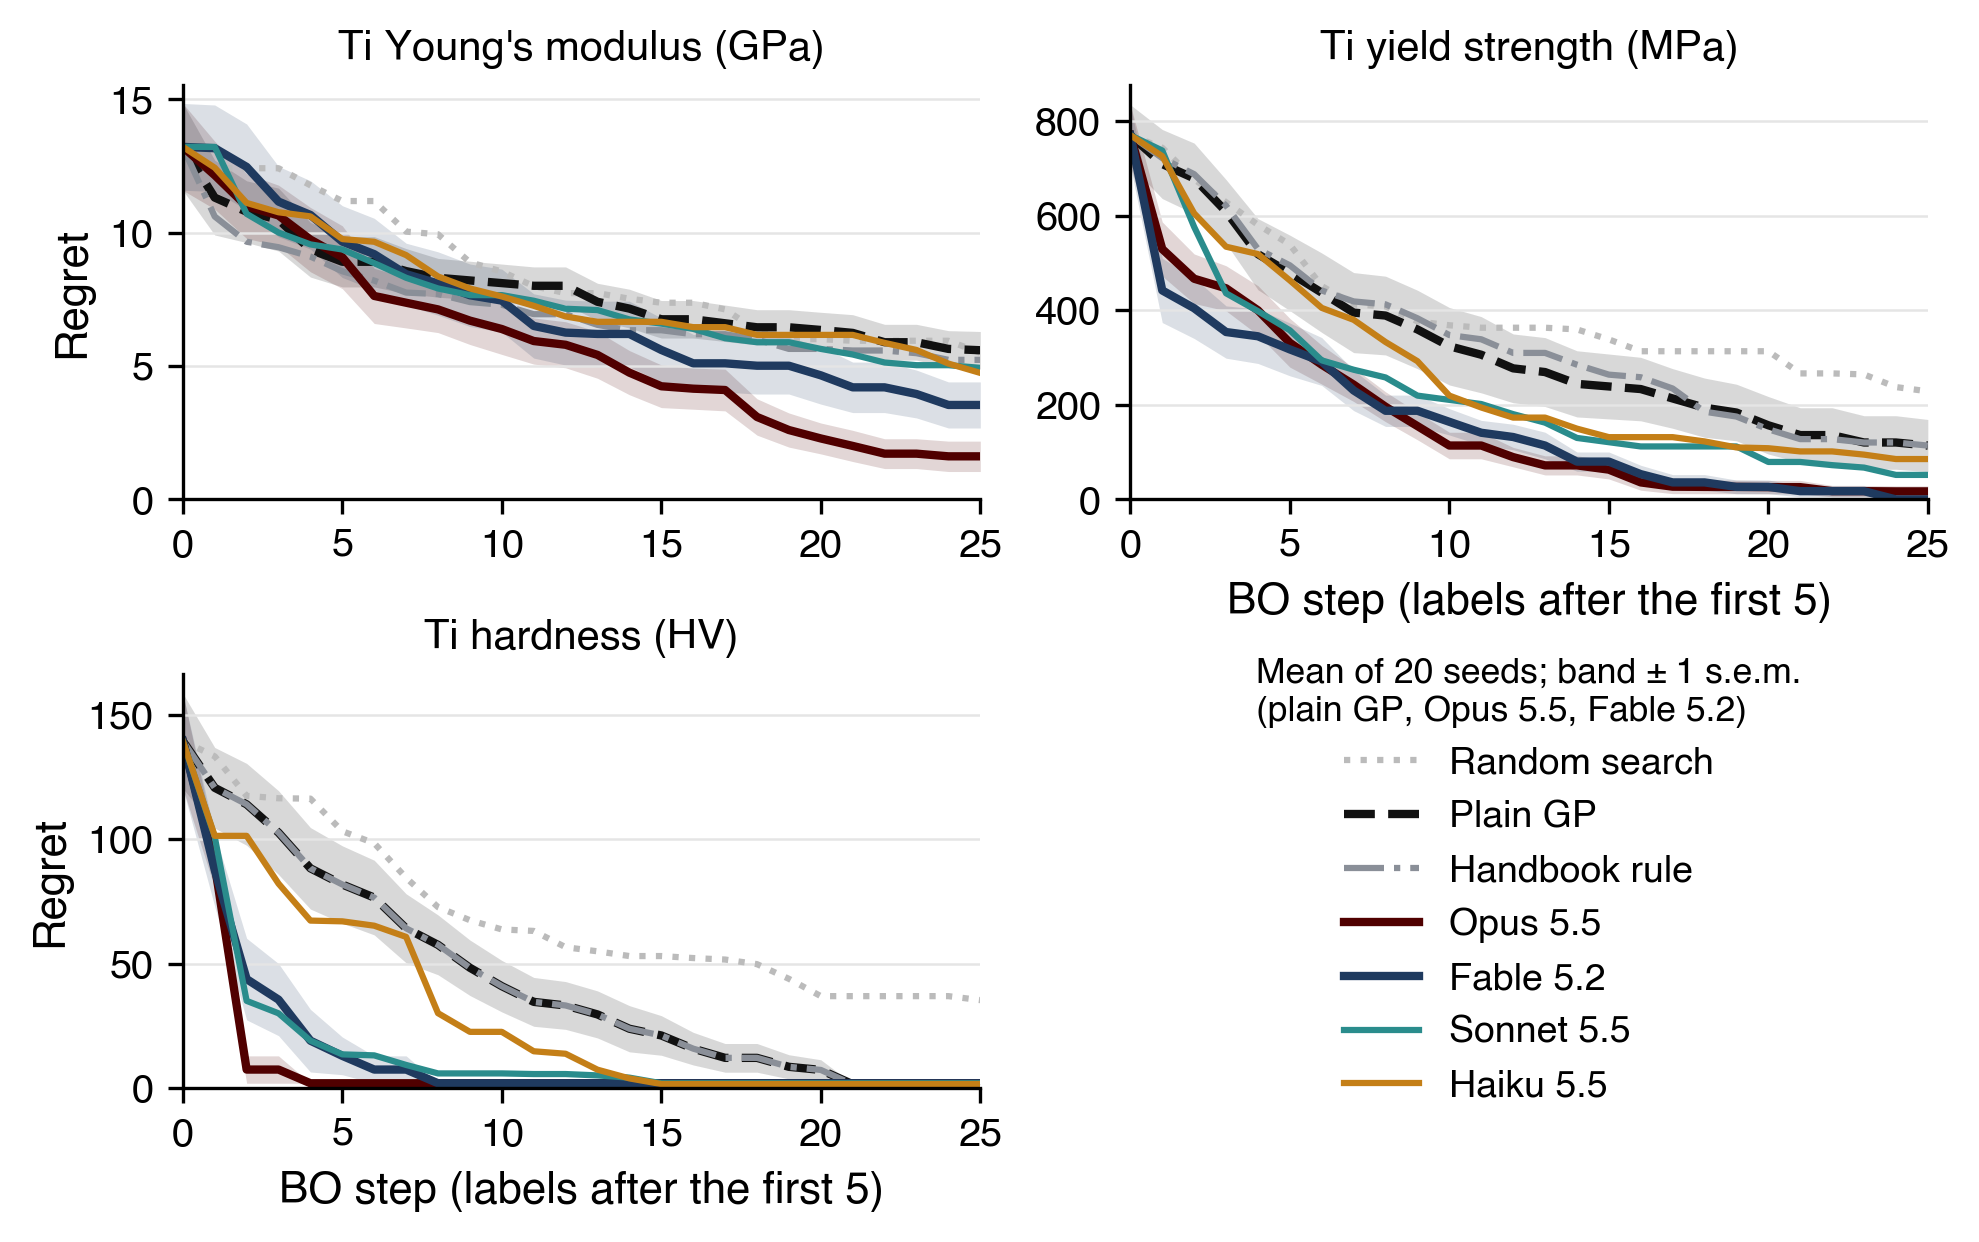 Ti Young's modulus (GPa)
Regret
15
10
5
0
0 5 10 15 20 25
Ti yield strength (MPa)
800
600
400
200
0
0 5 10 15 20 25
BO step (labels after the first 5)
Ti hardness (HV)
Regret
150
100
50
0
0 5 10 15 20 25
BO step (labels after the first 5)
Mean of 20 seeds; band ± 1 s.e.m.
(plain GP, Opus 5.5, Fable 5.2)
Random search
Plain GP
Handbook rule
Opus 5.5
Fable 5.2
Sonnet 5.5
Haiku 5.5